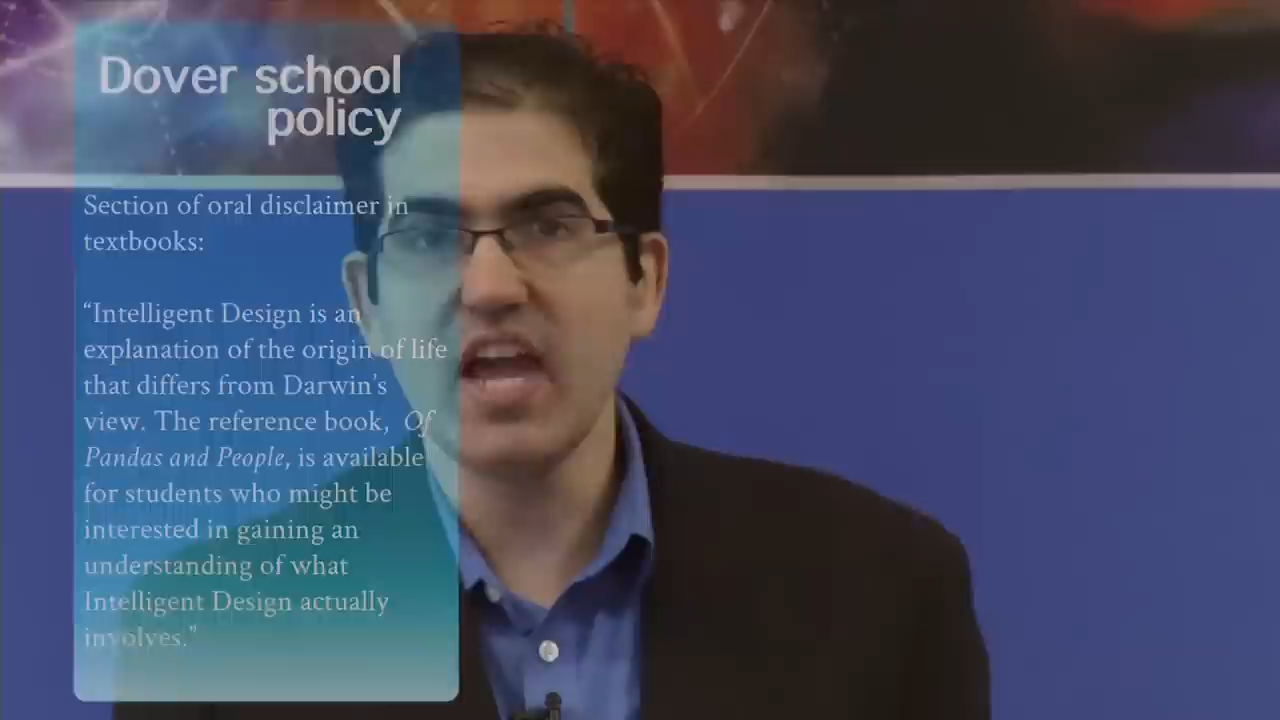 Dover school
policy
Section of oral disclaimer in
textbooks:
“Intelligent Design is an
explanation of the origin of life
that differs from Darwin’s
view. The reference book, Of
Pandas and People, is available
for students who might be
interested in gaining an
understanding of what
Intelligent Design actually
involves.”